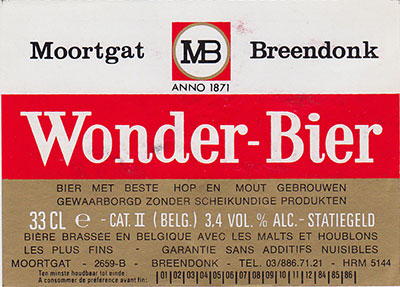 Moortgat MB Breendonk
ANNO 1871
Wonder-Bier
BIER MET BESTE HOP EN MOUT GEBROUWEN
GEWAARBORGD ZONDER SCHEIKUNDIGE PRODUKTEN
33 CL e - CAT. II (BELG.) 3,4 VOL. % ALC. - STATIEGELD
BIÈRE BRASSÉE EN BELGIQUE AVEC LES MALTS ET HOUBLONS
LES PLUS FINS - GARANTIE SANS ADDITIFS NUISIBLES
MOORTGAT - 2659-B - BREENDONK - TEL. 03/886.71.21 - HRM 5144
Ten minste houdbaar tot einde:
A consommer de préférence avant fin: 01 02 03 04 05 06 07 08 09 10 11 12 84 85 86